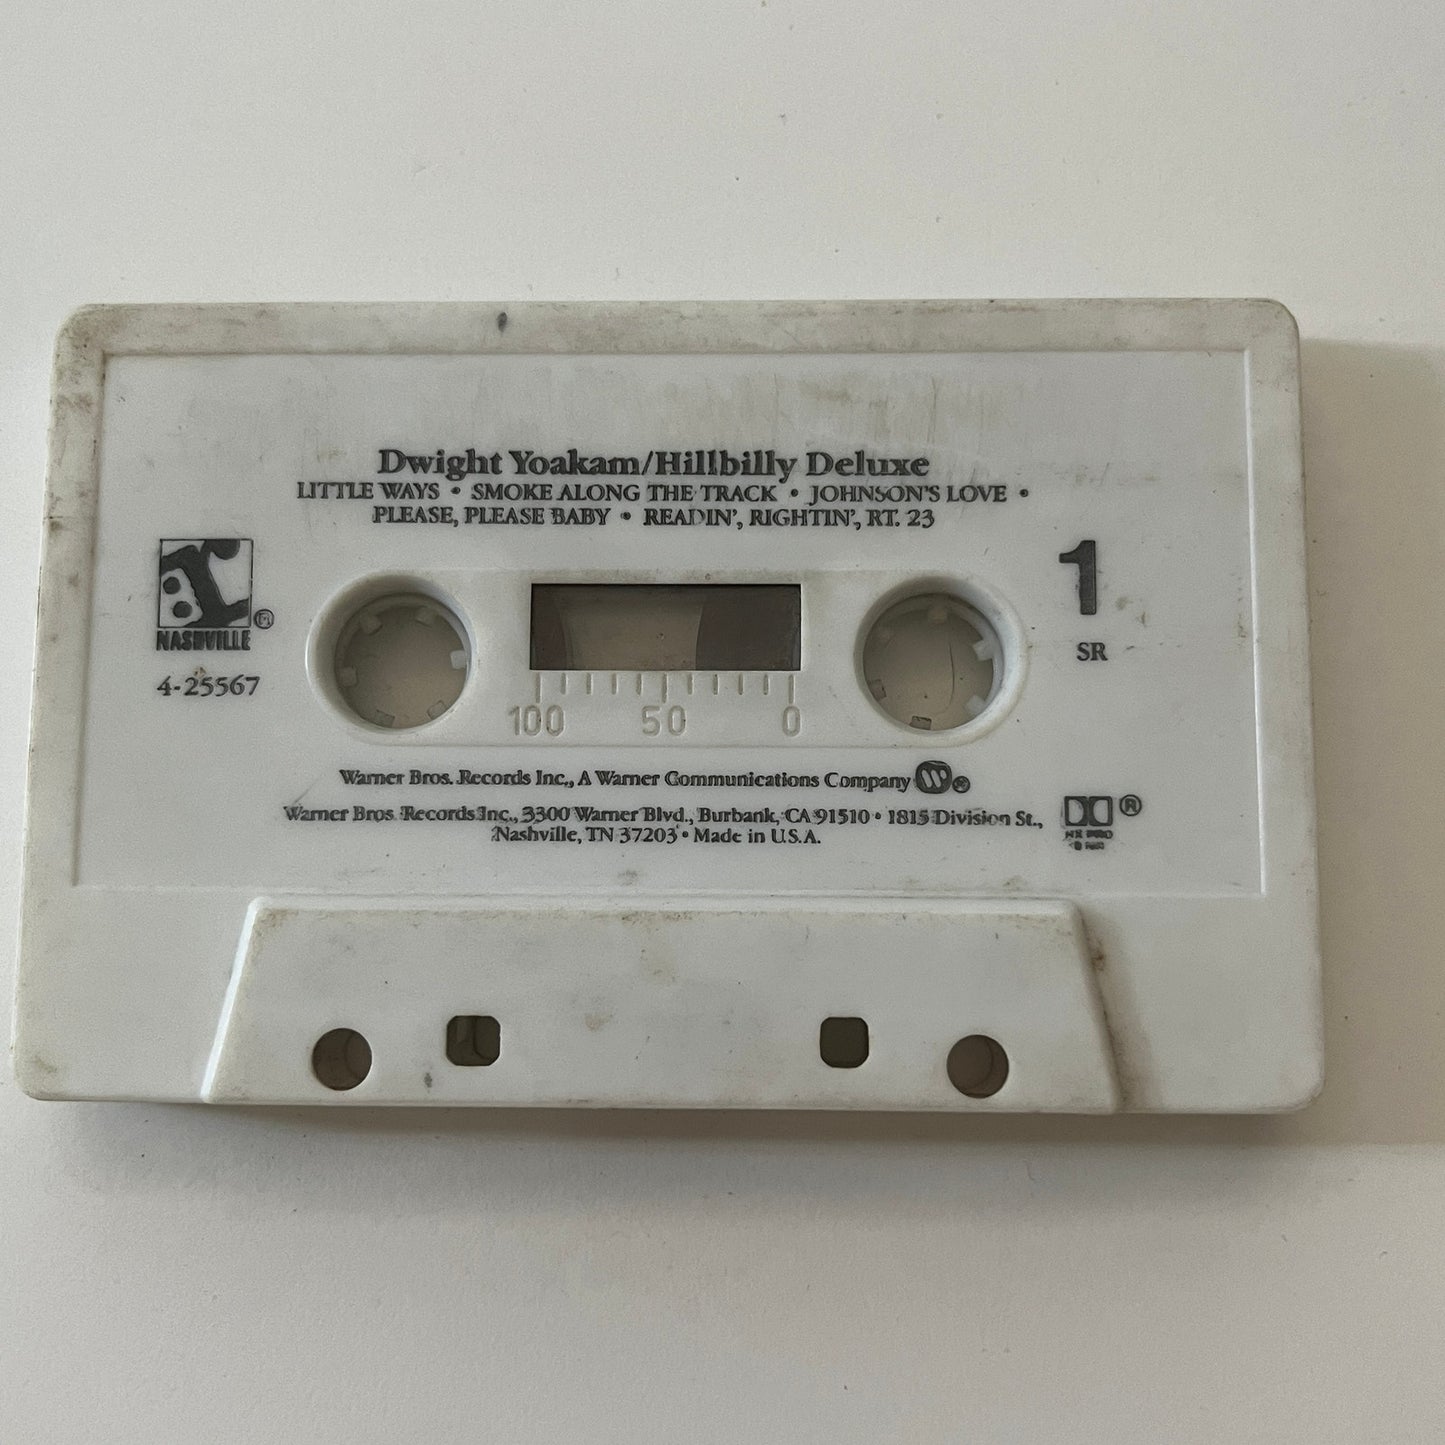 Dwight Yoakam/Hillbilly Deluxe
LITTLE WAYS • SMOKE ALONG THE TRACK • JOHNSON'S LOVE •
PLEASE, PLEASE BABY • READIN', RIGHTIN', RT. 23
NASHVILLE ®
4-25567
1
SR
100 50 0
Warner Bros. Records Inc., A Warner Communications Company W ®
Warner Bros. Records Inc., 3300 Warner Blvd., Burbank, CA 91510 • 1815 Division St.,
Nashville, TN 37203 • Made in U.S.A.
®
HX PRO